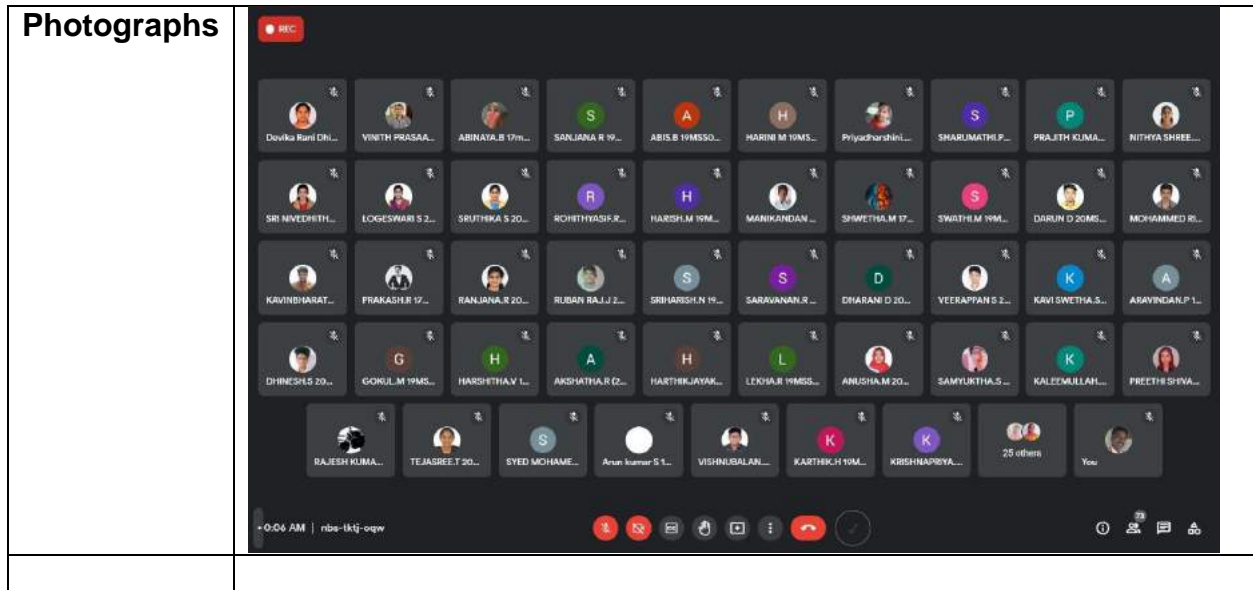 Photographs
REC
Devika Rani Dhi...
VINITH PRASAA...
ABINAYA.B 17m...
S
SANJANA R 19...
A
ABIS.B 19MSSO...
H
HARINI M 19MS...
Priyadharshini....
S
SHARUMATHI.P...
P
PRAJITH KUMA...
NITHYA SHREE....
SRI NIVEDHITH...
LOGESWARI S 2...
SRUTHIKA S 20...
R
ROHITHYASIF.R...
H
HARISH.M 19M...
MANIKANDAN ...
SHWETHA.M 17...
S
SWATHI.M 19M...
DARUN D 20MS...
MOHAMMED RI...
KAVINBHARAT...
PRAKASH.R 17...
RANJANA.R 20...
RUBAN RAJ.J 2...
S
SRIHARISH.N 19...
S
SARAVANAN.R ...
D
DHARANI D 20...
VEERAPPAN S 2...
K
KAVI SWETHA.S...
A
ARAVINDAN.P 1...
DHINESH.S 20...
G
GOKUL.M 19MS...
H
HARSHITHA.V 1...
A
AKSHATHA.R (2...
H
HARTHIKJAYAK...
L
LEKHA.R 19MSS...
ANUSHA.M 20...
SAMYUKTHA.S ...
K
KALEEMULLAH....
PREETHI SHIVA...
RAJESH KUMA...
TEJASREE.T 20...
S
SYED MOHAME...
Arun kumar S 1...
VISHNUBALAN....
K
KARTHIK.H 19M...
K
KRISHNAPRIYA....
25 others
You
0:06 AM | nbs-tktj-oqw
73